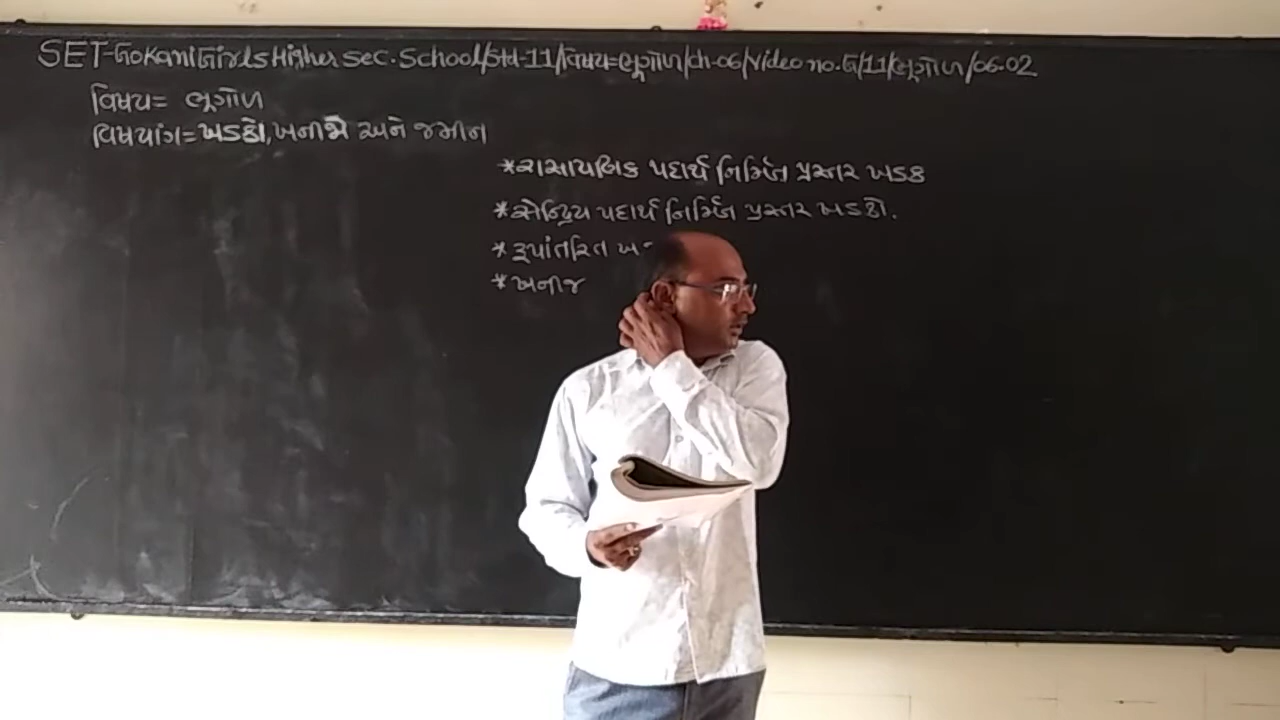 SET-Gokani Girls Higher Sec. School/Std-11/વિષય=ભૂગોળ/ch-06/Video no.G/11/ભૂગોળ/06.02
વિષય= ભૂગોળ
વિષયાંગ=ખડકો,ખનીજો અને જમીન
*રાસાયણિક પદાર્થ નિર્મિત પ્રસ્તર ખડક
*સેન્દ્રિય પદાર્થ નિર્મિત પ્રસ્તર ખડકો.
*રૂપાંતરિત
*ખનીજ